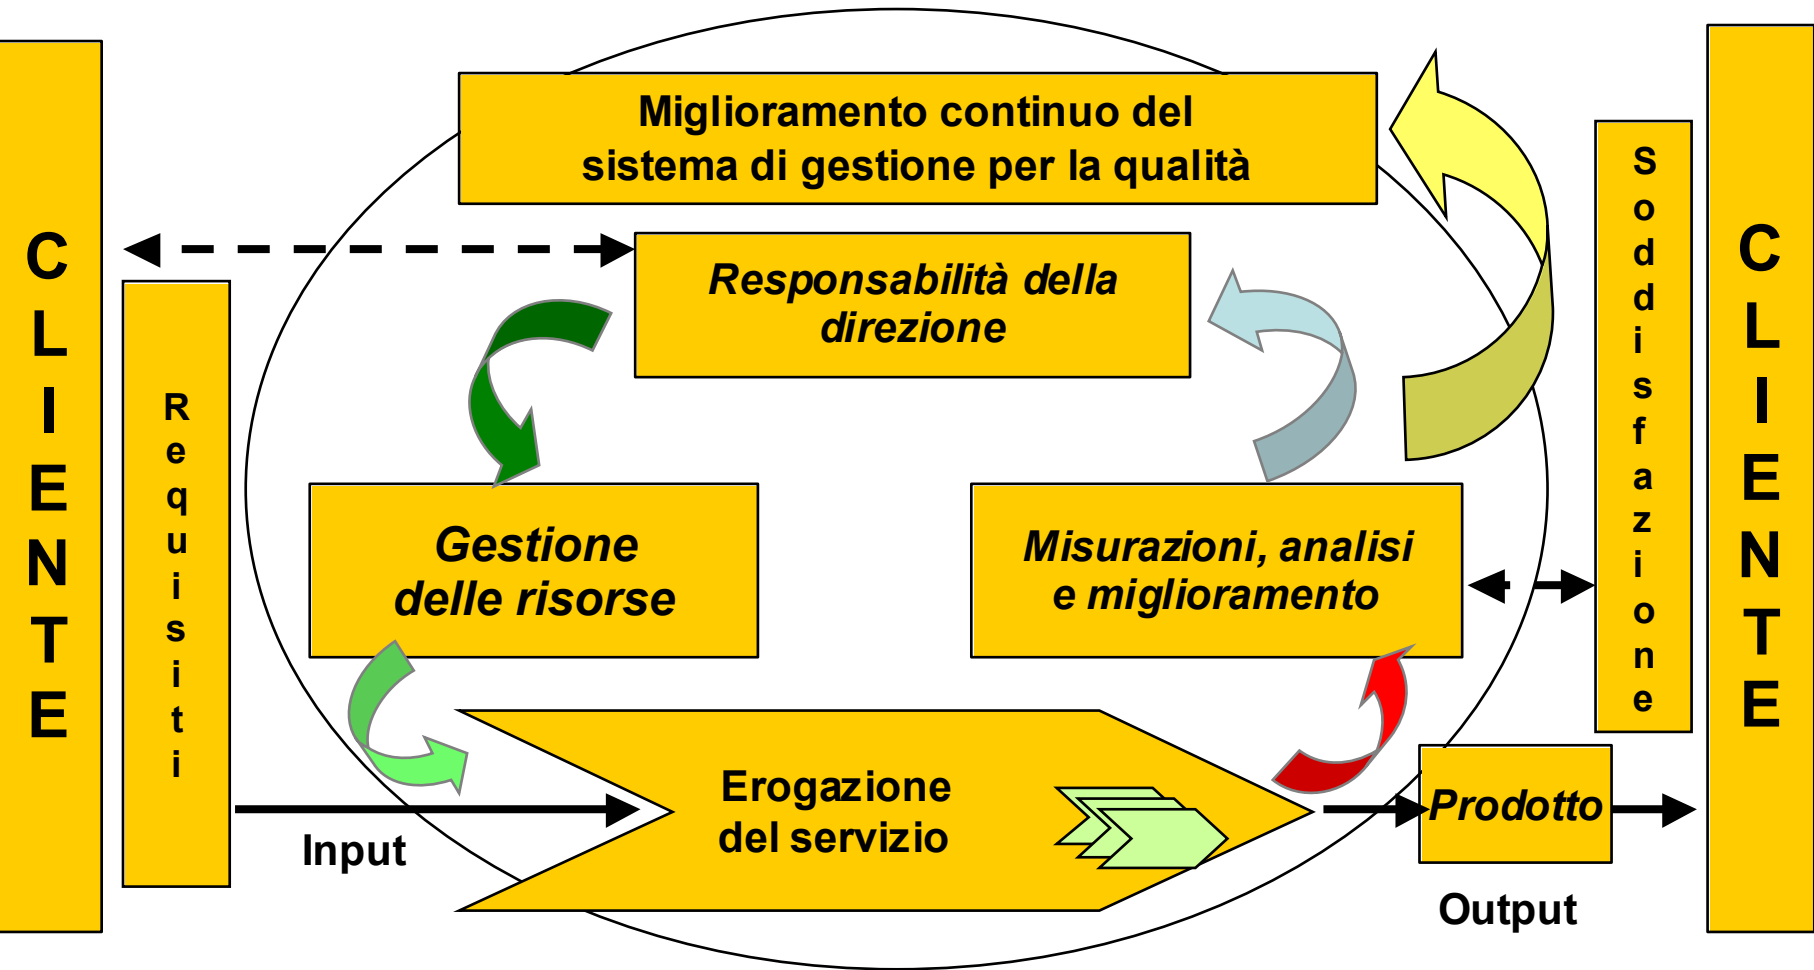 CLIENTE
Requisiti
Miglioramento continuo del
sistema di gestione per la qualità
Responsabilità della
direzione
Gestione
delle risorse
Misurazioni, analisi
e miglioramento
Erogazione
del servizio
Input
Prodotto
Output
Soddisfazione
CLIENTE